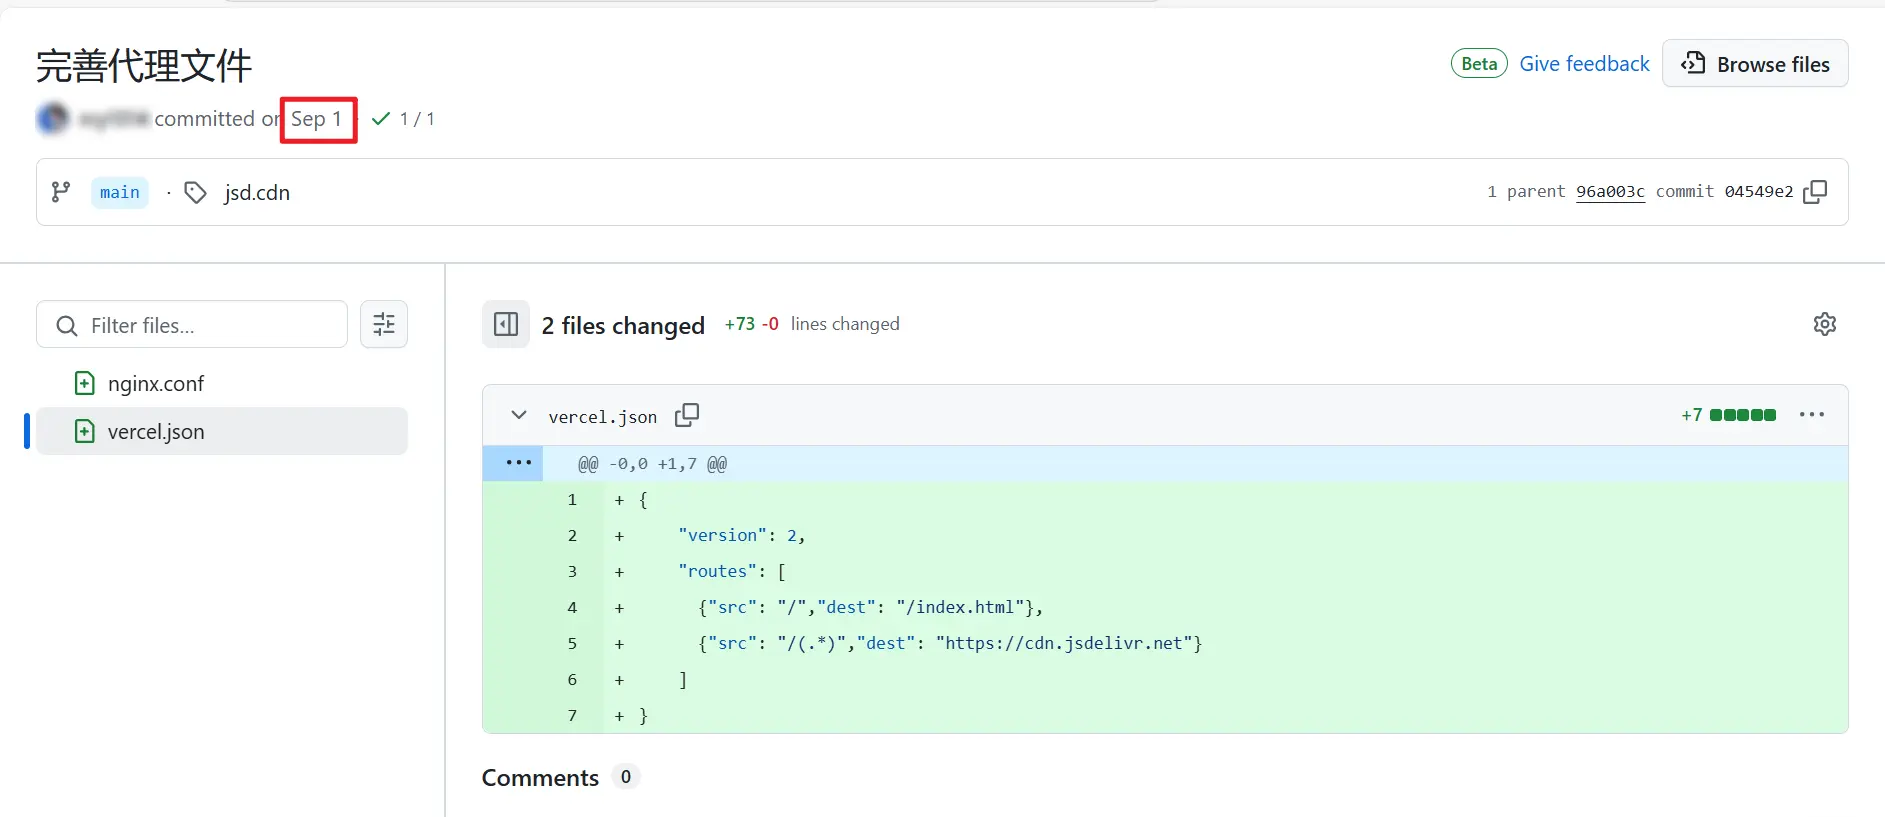 完善代理文件
Beta Give feedback Browse files
committed on Sep 1 · 1 / 1
main · jsd.cdn
1 parent 96a003c commit 04549e2
Filter files...
nginx.conf
vercel.json
2 files changed +73 -0 lines changed
vercel.json
+7
@@ -0,0 +1,7 @@
1 + {
2 + "version": 2,
3 + "routes": [
4 + {"src": "/","dest": "/index.html"},
5 + {"src": "/(.*)","dest": "https://cdn.jsdelivr.net"}
6 + ]
7 + }
Comments 0